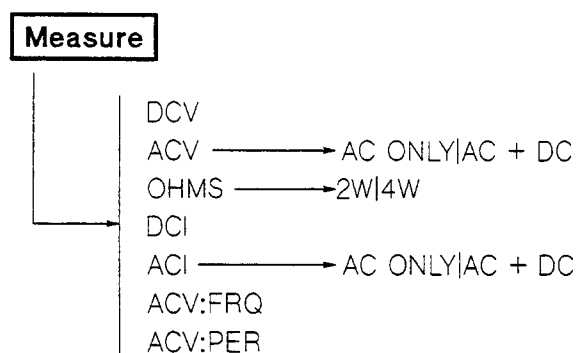 Measure
DCV
ACV AC ONLY|AC + DC
OHMS 2W|4W
DCI
ACI AC ONLY|AC + DC
ACV:FRQ
ACV:PER